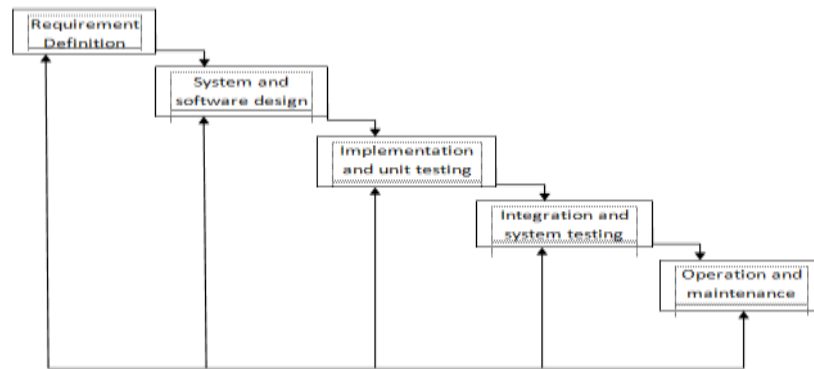 Requirement
Definition
System and
software design
Implementation
and unit testing
Integration and
system testing
Operation and
maintenance